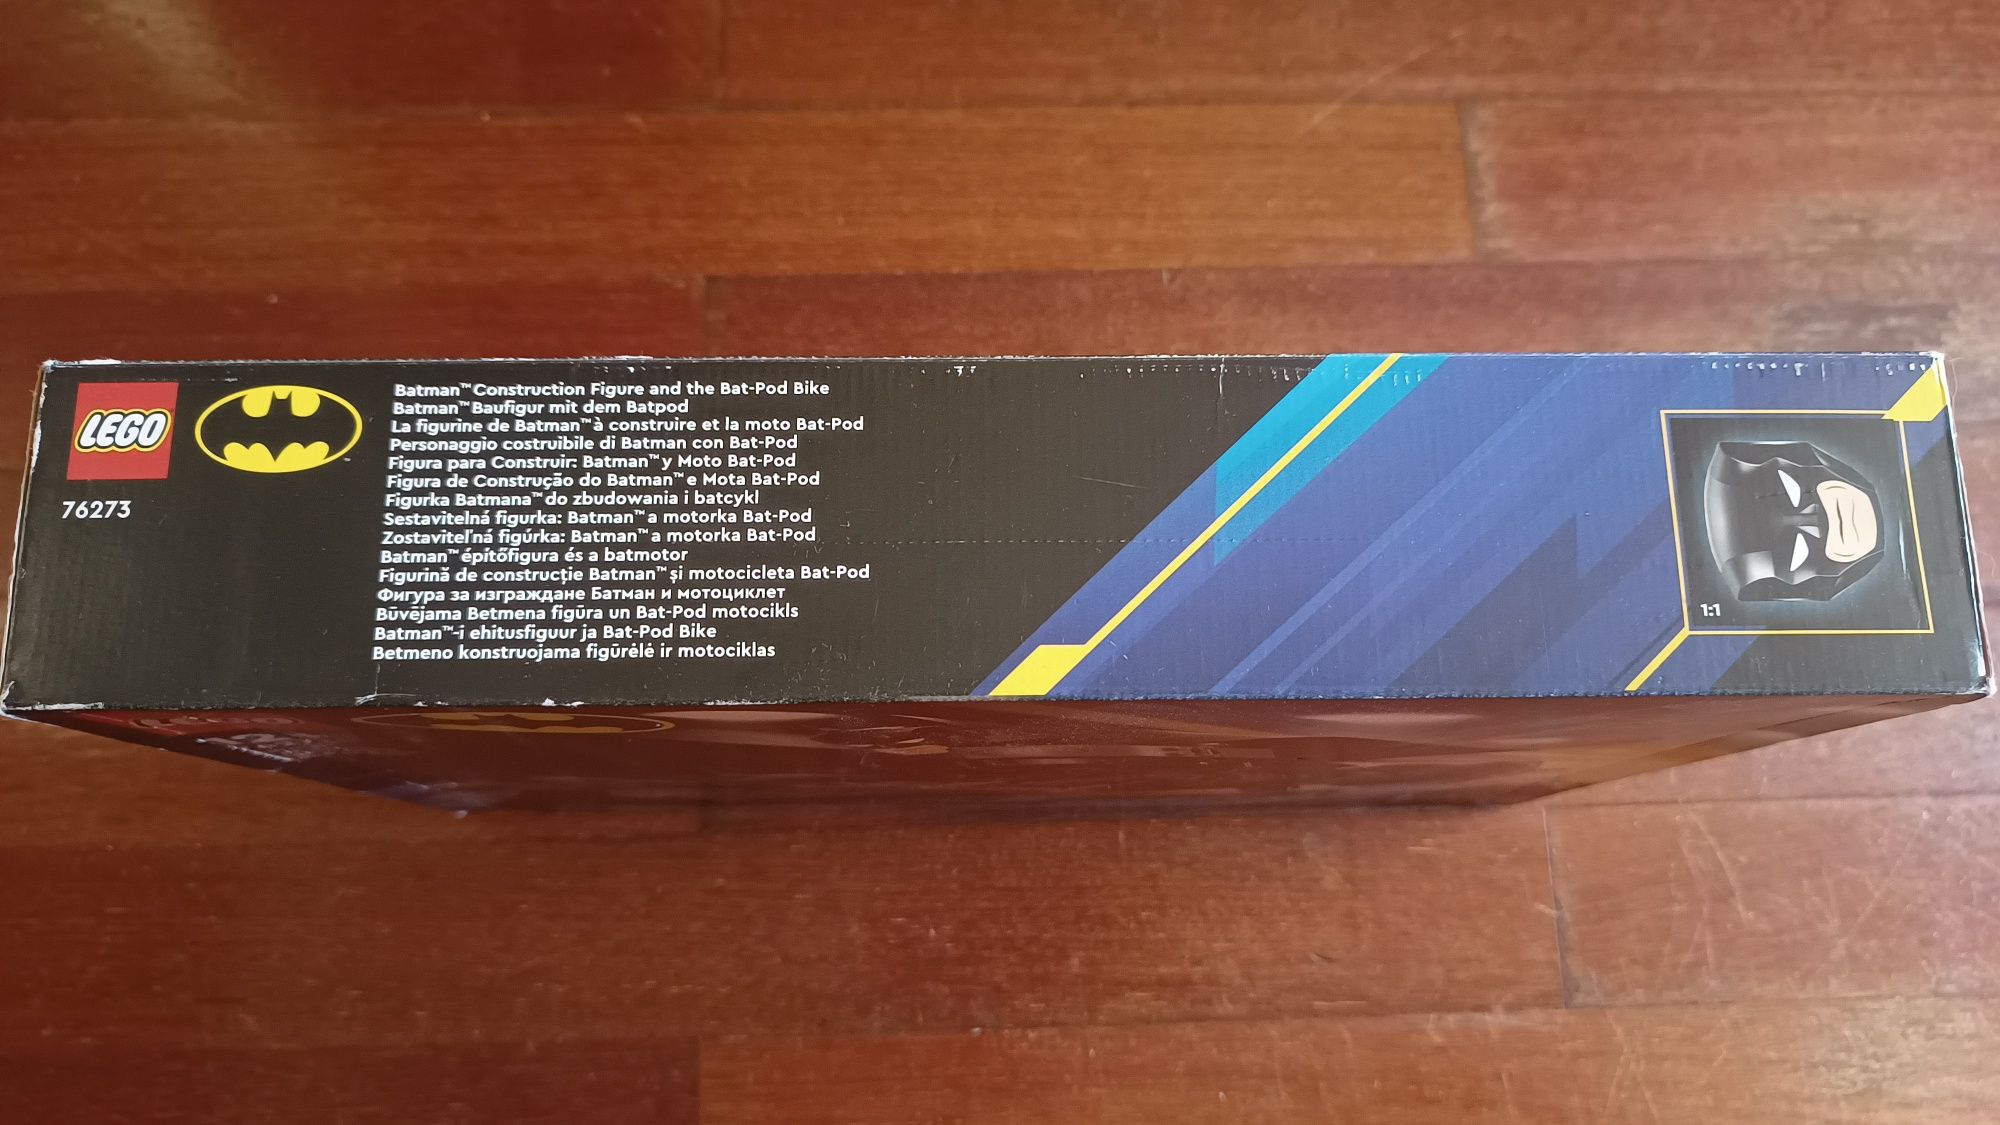 LEGO
76273
Batman™ Construction Figure and the Bat-Pod Bike
Batman™ Baufigur mit dem Batpod
La figurine de Batman™ à construire et la moto Bat-Pod
Personaggio costruibile di Batman con Bat-Pod
Figura para Construir: Batman™ y Moto Bat-Pod
Figura de Construção do Batman™ e Mota Bat-Pod
Figurka Batmana™ do zbudowania i batcykl
Sestavitelná figurka: Batman™ a motorka Bat-Pod
Zostaviteľná figúrka: Batman™ a motorka Bat-Pod
Batman™ építőfigura és a batmotor
Figurină de construcție Batman™ și motocicleta Bat-Pod
Фигура за изграждане Батман и мотоциклет
Būvējama Betmena figūra un Bat-Pod motocikls
Batman™-i ehitusfiguur ja Bat-Pod Bike
Betmeno konstruojama figūrėlė ir motociklas
1:1
LEGO